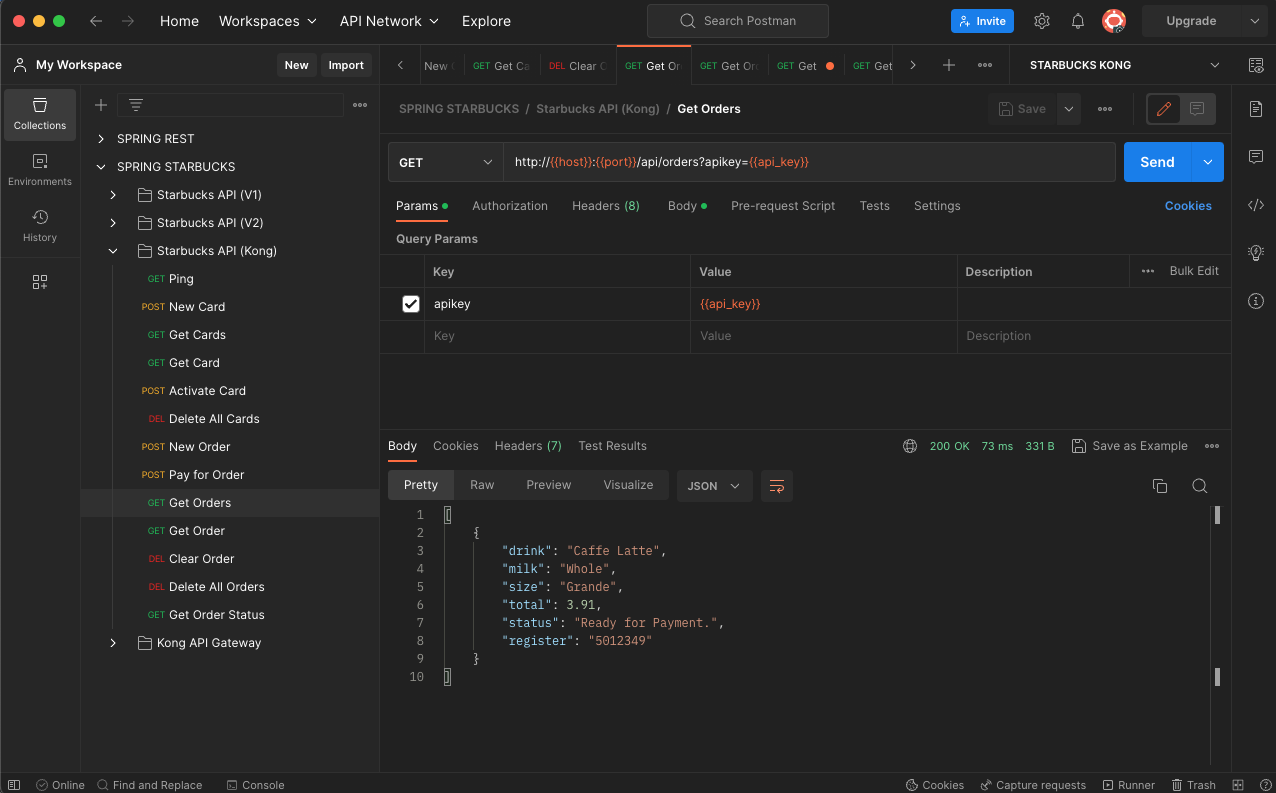 Home Workspaces API Network Explore Search Postman Invite Upgrade
My Workspace New Import New GET Get Ca DEL Clear C GET Get Or GET Get Or GET Get GET Get STARBUCKS KONG
Collections
Environments
History
SPRING REST
SPRING STARBUCKS
Starbucks API (V1)
Starbucks API (V2)
Starbucks API (Kong)
GET Ping
POST New Card
GET Get Cards
GET Get Card
POST Activate Card
DEL Delete All Cards
POST New Order
POST Pay for Order
GET Get Orders
GET Get Order
DEL Clear Order
DEL Delete All Orders
GET Get Order Status
Kong API Gateway
SPRING STARBUCKS / Starbucks API (Kong) / Get Orders Save
GET http://{{host}}:{{port}}/api/orders?apikey={{api_key}} Send
Params Authorization Headers (8) Body Pre-request Script Tests Settings Cookies
Query Params
Key Value Description Bulk Edit
apikey {{api_key}}
Key Value Description
Body Cookies Headers (7) Test Results 200 OK 73 ms 331 B Save as Example
Pretty Raw Preview Visualize JSON
1 [
2 {
3 "drink": "Caffe Latte",
4 "milk": "Whole",
5 "size": "Grande",
6 "total": 3.91,
7 "status": "Ready for Payment.",
8 "register": "5012349"
9 }
10 ]
Online Find and Replace Console Cookies Capture requests Runner Trash